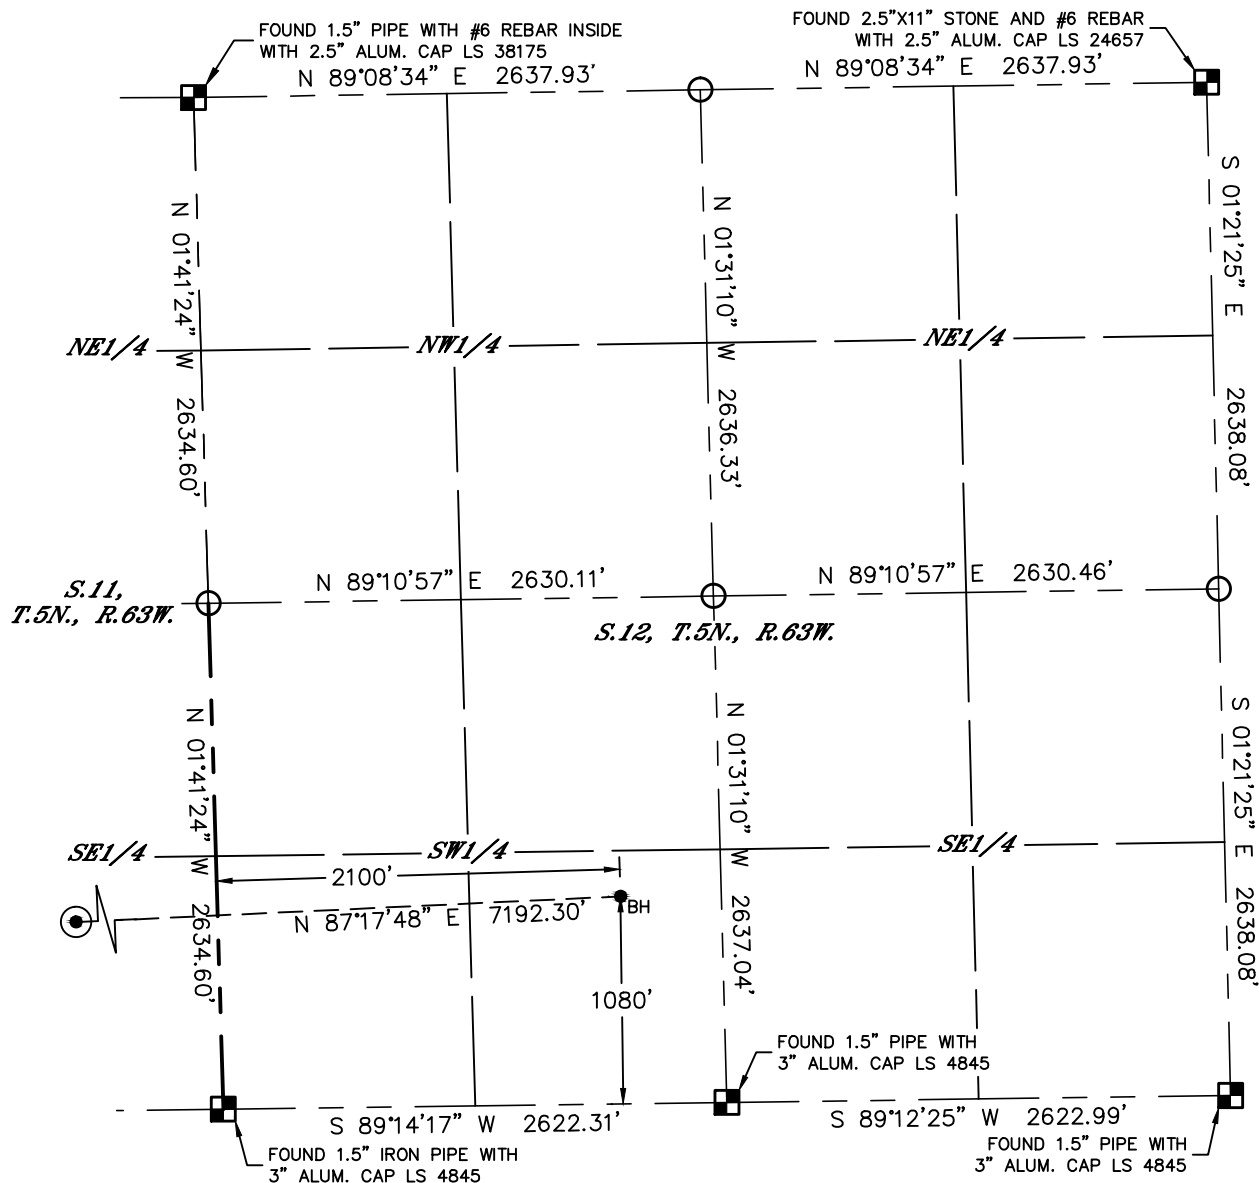 FOUND 1.5" PIPE WITH #6 REBAR INSIDE
WITH 2.5" ALUM. CAP LS 38175
N 89°08'34" E 2637.93'
FOUND 2.5"X11" STONE AND #6 REBAR
WITH 2.5" ALUM. CAP LS 24657
N 89°08'34" E 2637.93'
N 01°41'24" W 2634.60'
N 01°31'10" W 2636.33'
S 01°21'25" E 2638.08'
NE1/4
NW1/4
NE1/4
S.11,
T.5N., R.63W.
N 89°10'57" E 2630.11'
N 89°10'57" E 2630.46'
S.12, T.5N., R.63W.
N 01°41'24" W 2634.60'
N 01°31'10" W 2637.04'
S 01°21'25" E 2638.08'
SE1/4
SW1/4
SE1/4
2100'
BH
N 87°17'48" E 7192.30'
1080'
FOUND 1.5" PIPE WITH
3" ALUM. CAP LS 4845
S 89°14'17" W 2622.31'
S 89°12'25" W 2622.99'
FOUND 1.5" IRON PIPE WITH
3" ALUM. CAP LS 4845
FOUND 1.5" PIPE WITH
3" ALUM. CAP LS 4845